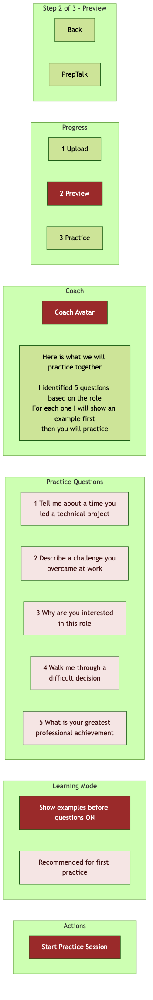 Step 2 of 3 - Preview
Back
PrepTalk
Progress
1 Upload
2 Preview
3 Practice
Coach
Coach Avatar
Here is what we will
practice together
I identified 5 questions
based on the role
For each one I will show an
example first
then you will practice
Practice Questions
1 Tell me about a time you
led a technical project
2 Describe a challenge you
overcame at work
3 Why are you interested
in this role
4 Walk me through a
difficult decision
5 What is your greatest
professional achievement
Learning Mode
Show examples before
questions ON
Recommended for first
practice
Actions
Start Practice Session